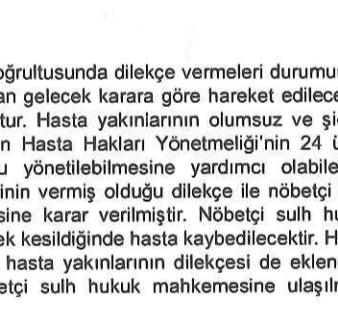 oğrultusunda dilekçe vermeleri durumu
an gelecek karara göre hareket edilece
tur. Hasta yakınlarının olumsuz ve şi
n Hasta Hakları Yönetmeliği'nin 24 ü
u yönetilebilmesine yardımcı olabile
inin vermiş olduğu dilekçe ile nöbetçi
sine karar verilmiştir. Nöbetçi sulh hu
ek kesildiğinde hasta kaybedilecektir. H
hasta yakınlarının dilekçesi de eklen
etçi sulh hukuk mahkemesine ulaşılı